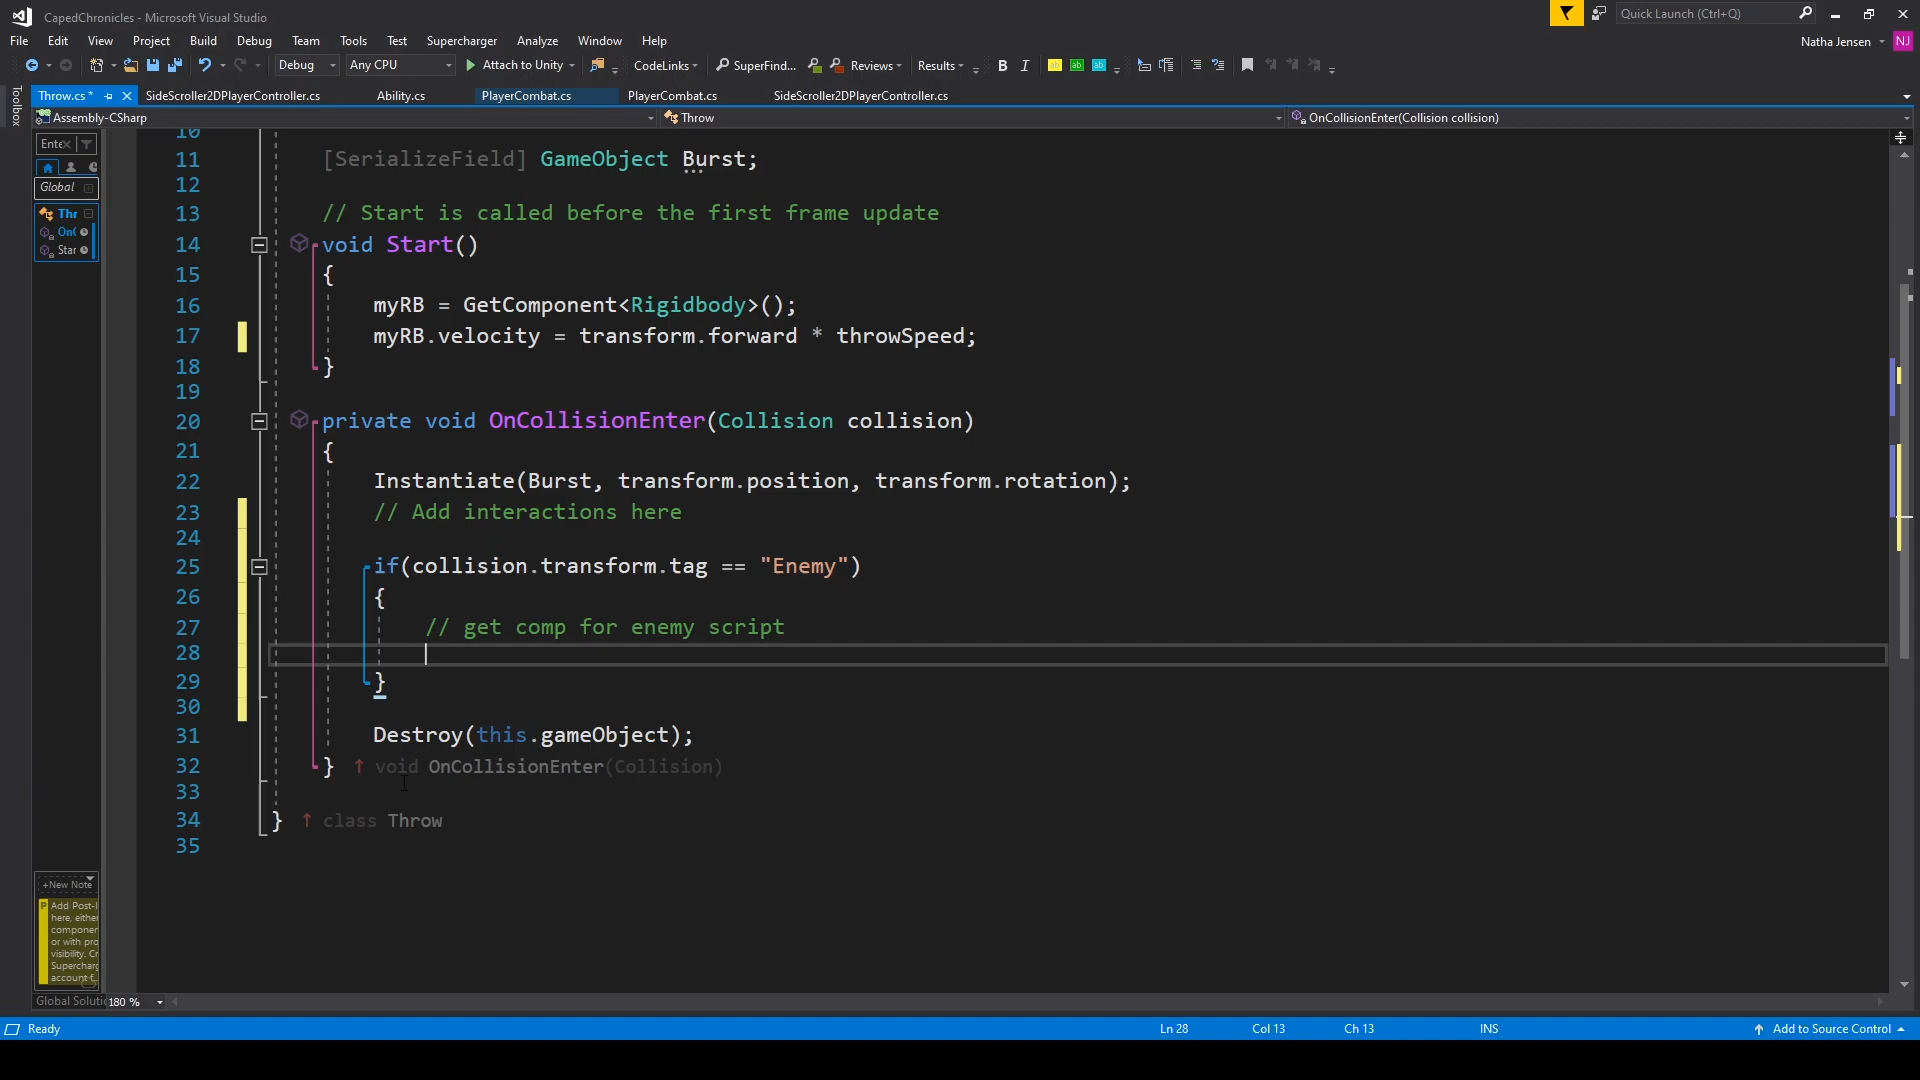 CapedChronicles - Microsoft Visual Studio
Quick Launch (Ctrl+Q)
File Edit View Project Build Debug Team Tools Test Supercharger Analyze Window Help
Natha Jensen NJ
Debug Any CPU Attach to Unity CodeLinks SuperFind... Reviews Results B I
Toolbox
Throw.cs* SideScroller2DPlayerController.cs Ability.cs PlayerCombat.cs PlayerCombat.cs SideScroller2DPlayerController.cs
Assembly-CSharp Throw OnCollisionEnter(Collision collision)
Ente
Global
Thr
On(
Star
10
11 [SerializeField] GameObject Burst;
12
13 // Start is called before the first frame update
14 void Start()
15 {
16 myRB = GetComponent<Rigidbody>();
17 myRB.velocity = transform.forward * throwSpeed;
18 }
19
20 private void OnCollisionEnter(Collision collision)
21 {
22 Instantiate(Burst, transform.position, transform.rotation);
23 // Add interactions here
24
25 if(collision.transform.tag == "Enemy")
26 {
27 // get comp for enemy script
28
29 }
30
31 Destroy(this.gameObject);
32 } ↑ void OnCollisionEnter(Collision)
33
34 } ↑ class Throw
35
+New Note
P Add Post-I
here, either
componen
or with pro
visibility. Cr
Supercharg
account f...
Global Solutio 180 %
Ready Ln 28 Col 13 Ch 13 INS Add to Source Control